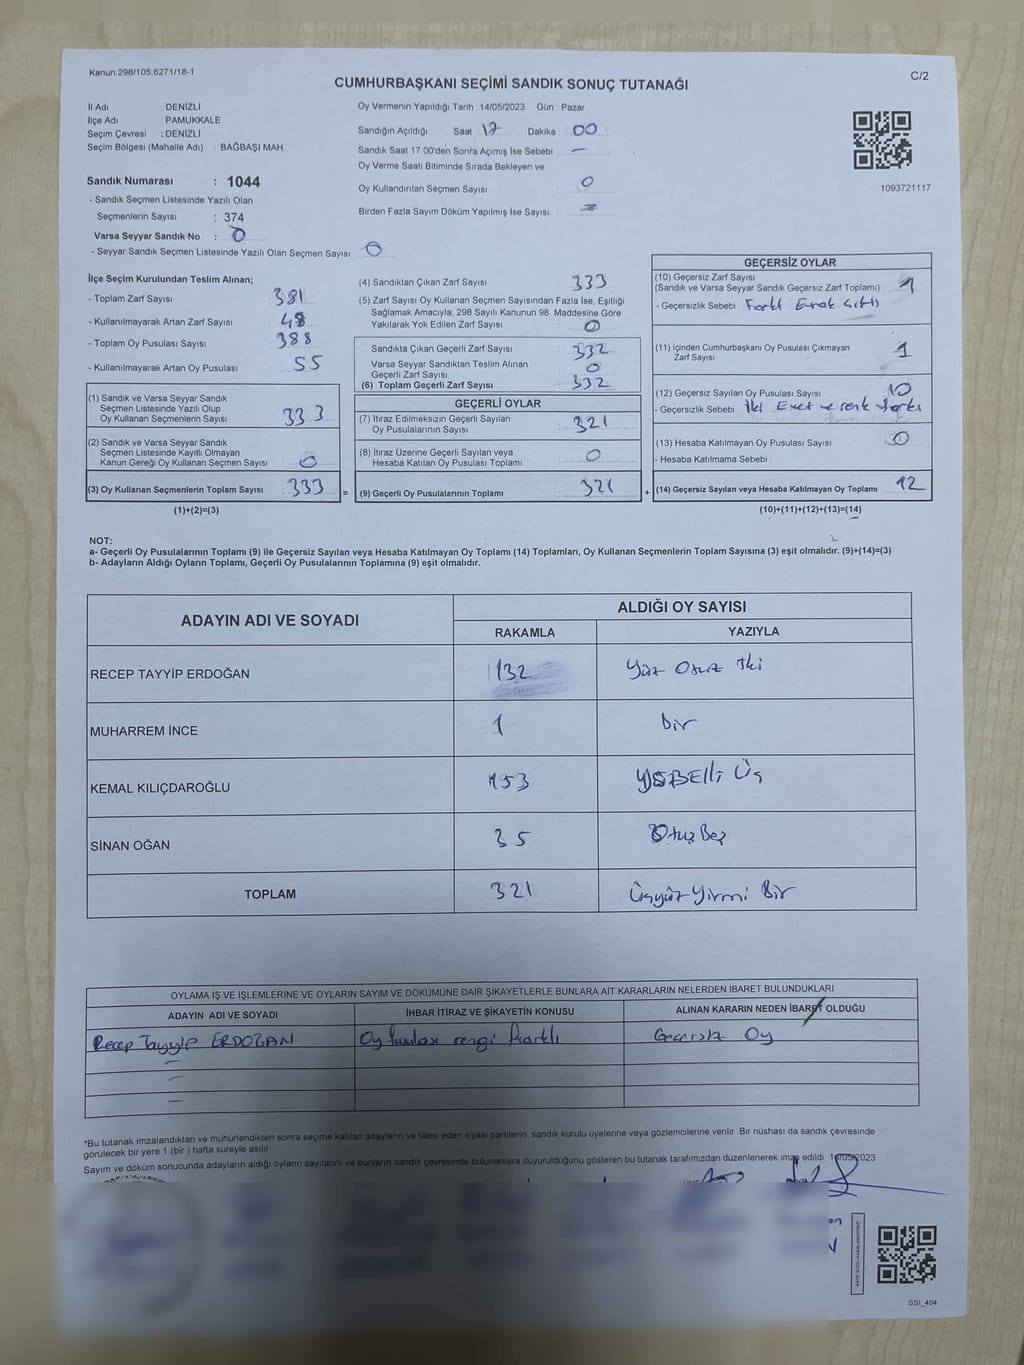 Kanun:298/105,6271/18-1
C/2
CUMHURBAŞKANI SEÇİMİ SANDIK SONUÇ TUTANAĞI
İl Adı : DENİZLİ
İlçe Adı : PAMUKKALE
Seçim Çevresi : DENİZLİ
Seçim Bölgesi (Mahalle Adı) : BAĞBAŞI MAH
Sandık Numarası : 1044
- Sandık Seçmen Listesinde Yazılı Olan
Seçmenlerin Sayısı : 374
Varsa Seyyar Sandık No : 0
- Seyyar Sandık Seçmen Listesinde Yazılı Olan Seçmen Sayısı: 0
Oy Vermenin Yapıldığı Tarih :14/05/2023 Gün : Pazar
Sandığın Açıldığı Saat 17 Dakika : 00
Sandık Saat 17.00'den Sonra Açılmış İse Sebebi : —
Oy Verme Saati Bitiminde Sırada Bekleyen ve
Oy Kullandırılan Seçmen Sayısı : 0
Birden Fazla Sayım Döküm Yapılmış İse Sayısı :
1093721117
İlçe Seçim Kurulundan Teslim Alınan;
- Toplam Zarf Sayısı : 381
- Kullanılmayarak Artan Zarf Sayısı : 48
- Toplam Oy Pusulası Sayısı : 388
- Kullanılmayarak Artan Oy Pusulası : 55
(1) Sandık ve Varsa Seyyar Sandık
Seçmen Listesinde Yazılı Olup
Oy Kullanan Seçmenlerin Sayısı : 333
(2) Sandık ve Varsa Seyyar Sandık
Seçmen Listesinde Kayıtlı Olmayan
Kanun Gereği Oy Kullanan Seçmen Sayısı : 0
(3) Oy Kullanan Seçmenlerin Toplam Sayısı : 333
(1)+(2)=(3)
(4) Sandıktan Çıkan Zarf Sayısı : 333
(5) Zarf Sayısı Oy Kullanan Seçmen Sayısından Fazla İse, Eşitliği
Sağlamak Amacıyla, 298 Sayılı Kanunun 98. Maddesine Göre
Yakılarak Yok Edilen Zarf Sayısı : 0
Sandıkta Çıkan Geçerli Zarf Sayısı : 332
Varsa Seyyar Sandıktan Teslim Alınan
Geçerli Zarf Sayısı : 0
(6) Toplam Geçerli Zarf Sayısı : 332
GEÇERLİ OYLAR
(7) İtiraz Edilmeksizin Geçerli Sayılan
Oy Pusulalarının Sayısı : 321
(8) İtiraz Üzerine Geçerli Sayılan veya
Hesaba Katılan Oy Pusulası Toplamı : 0
= (9) Geçerli Oy Pusulalarının Toplamı : 321
GEÇERSİZ OYLAR
(10) Geçersiz Zarf Sayısı
(Sandık ve Varsa Seyyar Sandık Geçersiz Zarf Toplamı) : 1
- Geçersizlik Sebebi : Farklı Evrak Çıktı
(11) İçinden Cumhurbaşkanı Oy Pusulası Çıkmayan
Zarf Sayısı : 1
(12) Geçersiz Sayılan Oy Pusulası Sayısı : 10
- Geçersizlik Sebebi : İki Evet ve renk farkı
(13) Hesaba Katılmayan Oy Pusulası Sayısı : 0
- Hesaba Katılmama Sebebi :
+ (14) Geçersiz Sayılan veya Hesaba Katılmayan Oy Toplamı : 12
(10)+(11)+(12)+(13)=(14)
NOT:
a- Geçerli Oy Pusulalarının Toplamı (9) ile Geçersiz Sayılan veya Hesaba Katılmayan Oy Toplamı (14) Toplamları, Oy Kullanan Seçmenlerin Toplam Sayısına (3) eşit olmalıdır. (9)+(14)=(3)
b- Adayların Aldığı Oyların Toplamı, Geçerli Oy Pusulalarının Toplamına (9) eşit olmalıdır.
ADAYIN ADI VE SOYADI
ALDIĞI OY SAYISI
RAKAMLA YAZIYLA
RECEP TAYYİP ERDOĞAN 132 Yüz Otuz İki
MUHARREM İNCE 1 bir
KEMAL KILIÇDAROĞLU 153 YÜZBElli Üç
SİNAN OĞAN 35 Otuz Beş
TOPLAM 321 Üçyüz Yirmi Bir
OYLAMA İŞ VE İŞLEMLERİNE VE OYLARIN SAYIM VE DÖKÜMÜNE DAİR ŞİKAYETLERLE BUNLARA AİT KARARLARIN NELERDEN İBARET BULUNDUKLARI
ADAYIN ADI VE SOYADI İHBAR İTİRAZ VE ŞİKAYETİN KONUSU ALINAN KARARIN NEDEN İBARET OLDUĞU
Recep Tayyip ERDOĞAN Oy Pusulası rengi Farklı Geçersiz Oy
—
—
—
*Bu tutanak imzalandıktan ve mühürlendikten sonra seçime katılan adayların ve talep eden siyasi partilerin sandık kurulu üyelerine veya gözlemcilerine verilir. Bir nüshası da sandık çevresinde
görülecek bir yere 1 (bir ) hafta süreyle asılır
Sayım ve döküm sonucunda adayların aldığı oyların sayılarını ve bunların sandık çevresinde bulunanlara duyurulduğunu gösteren bu tutanak tarafımızdan düzenlenerek imza edildi
SSİ_404